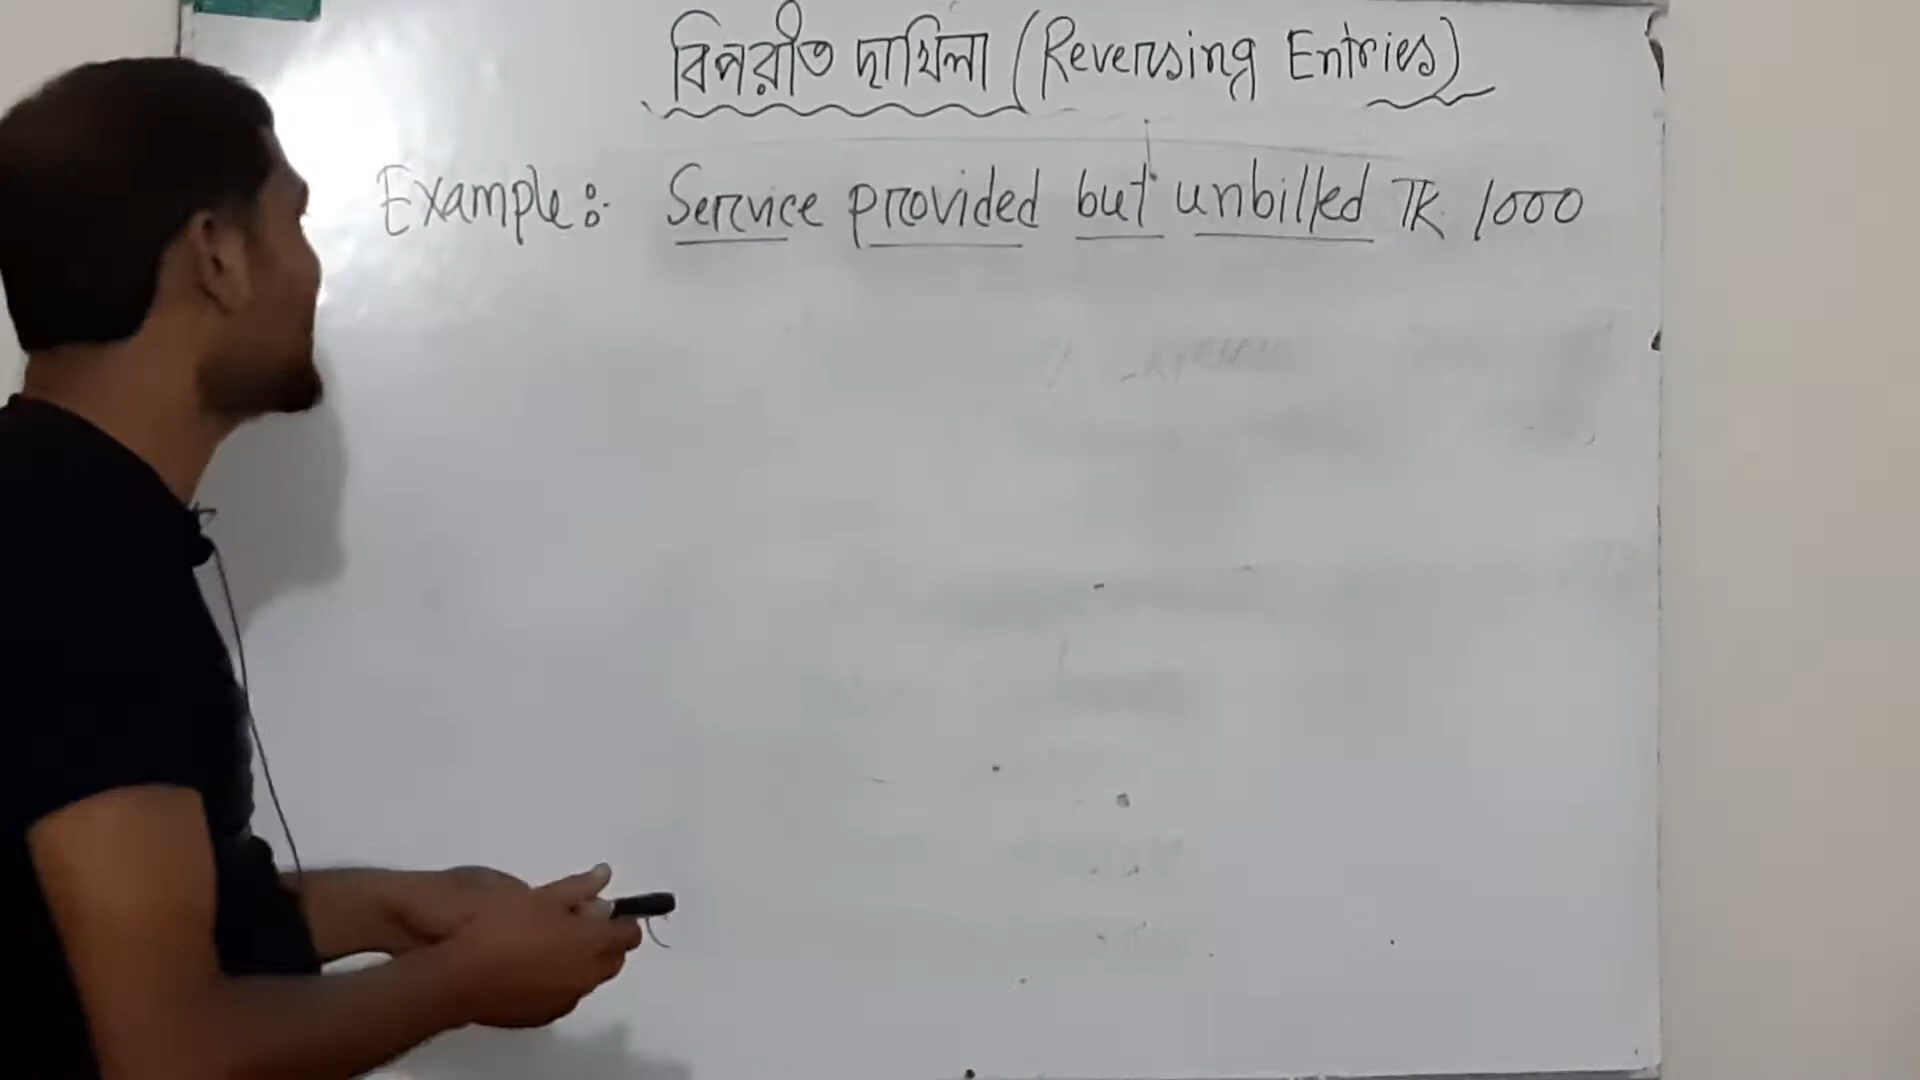 বিপরীত দাখিলা (Reversing Entries)
Example:- Service provided but unbilled TK. 1000